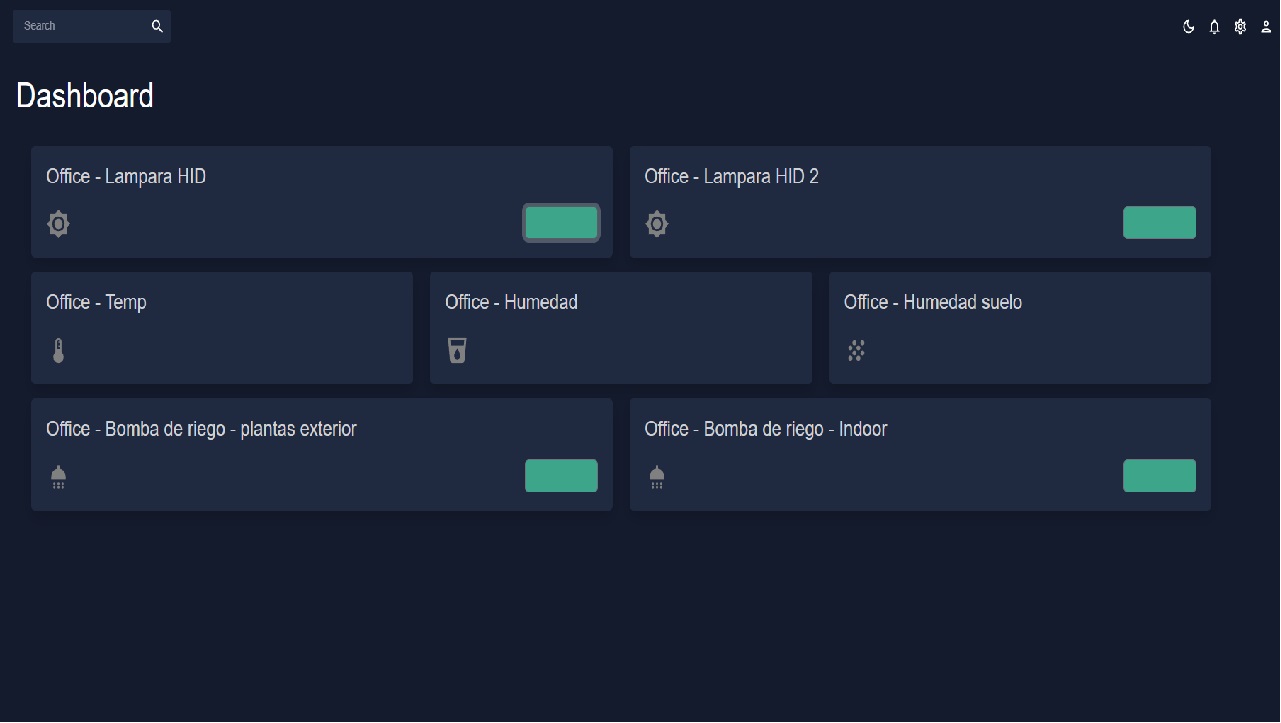 Search
Dashboard
Office - Lampara HID
Office - Lampara HID 2
Office - Temp
Office - Humedad
Office - Humedad suelo
Office - Bomba de riego - plantas exterior
Office - Bomba de riego - Indoor